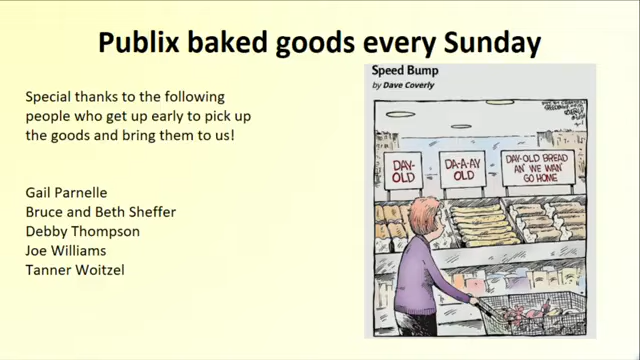 Publix baked goods every Sunday
Special thanks to the following
people who get up early to pick up
the goods and bring them to us!
Gail Parnelle
Bruce and Beth Sheffer
Debby Thompson
Joe Williams
Tanner Woitzel
Speed Bump
by Dave Coverly
DAY-
OLD
DA-A-AY
OLD
DAY-OLD BREAD
AN' WE WAN'
GO HOME